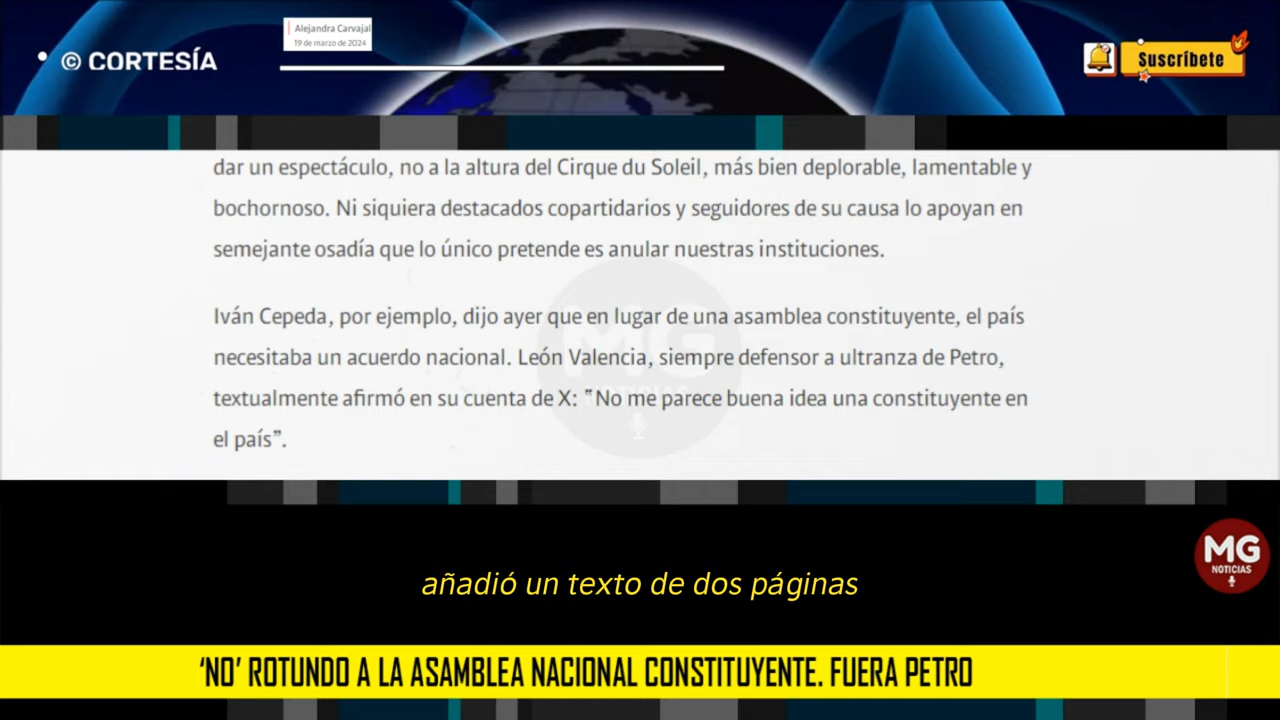 Alejandra Carvajal
19 de marzo de 2024
© CORTESÍA
Suscríbete
dar un espectáculo, no a la altura del Cirque du Soleil, más bien deplorable, lamentable y
bochornoso. Ni siquiera destacados copartidarios y seguidores de su causa lo apoyan en
semejante osadía que lo único pretende es anular nuestras instituciones.
Iván Cepeda, por ejemplo, dijo ayer que en lugar de una asamblea constituyente, el país
necesitaba un acuerdo nacional. León Valencia, siempre defensor a ultranza de Petro,
textualmente afirmó en su cuenta de X: “No me parece buena idea una constituyente en
el país”.
MG
NOTICIAS
añadió un texto de dos páginas
MG
NOTICIAS
‘NO’ ROTUNDO A LA ASAMBLEA NACIONAL CONSTITUYENTE. FUERA PETRO